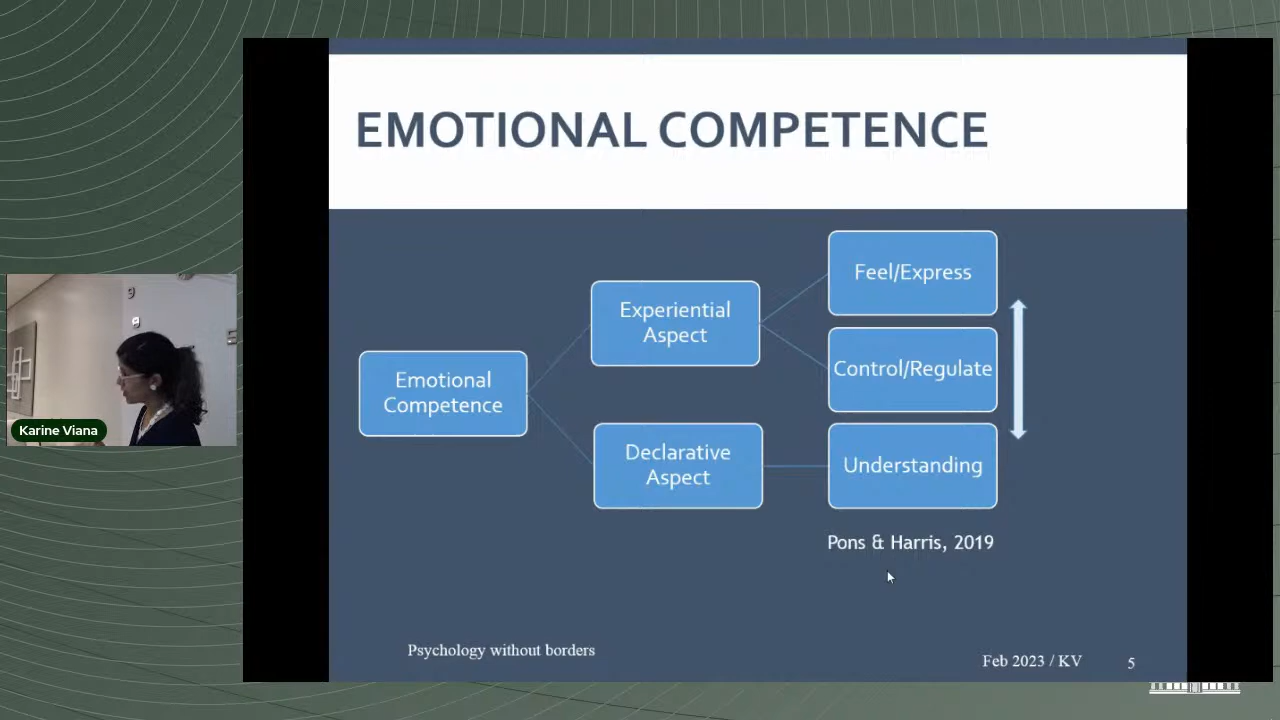 EMOTIONAL COMPETENCE
Feel/Express
Experiential
Aspect
Control/Regulate
Emotional
Competence
Declarative
Aspect
Understanding
Pons & Harris, 2019
Karine Viana
Psychology without borders
Feb 2023 / KV
5